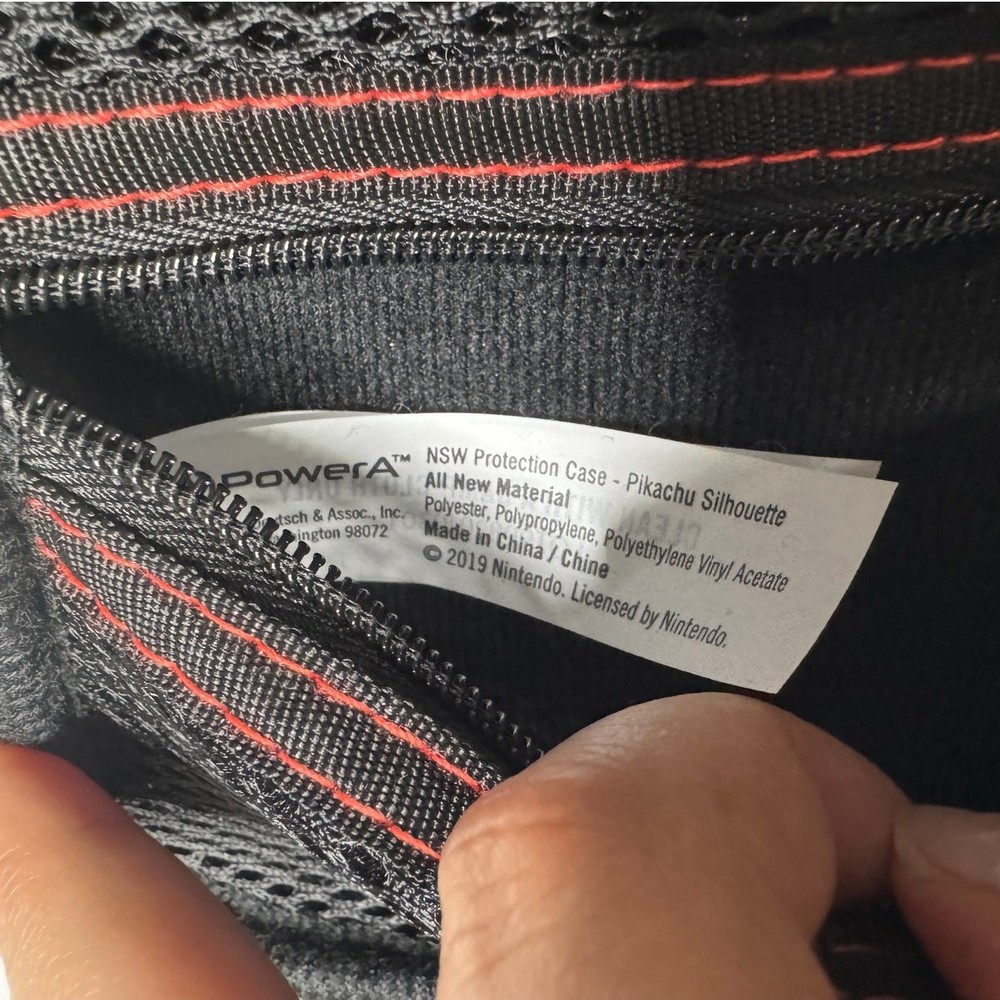 PowerA™
& Assoc., Inc.
98072
NSW Protection Case - Pikachu Silhouette
All New Material
Polyester, Polypropylene, Polyethylene Vinyl Acetate
Made in China / Chine
© 2019 Nintendo. Licensed by Nintendo.